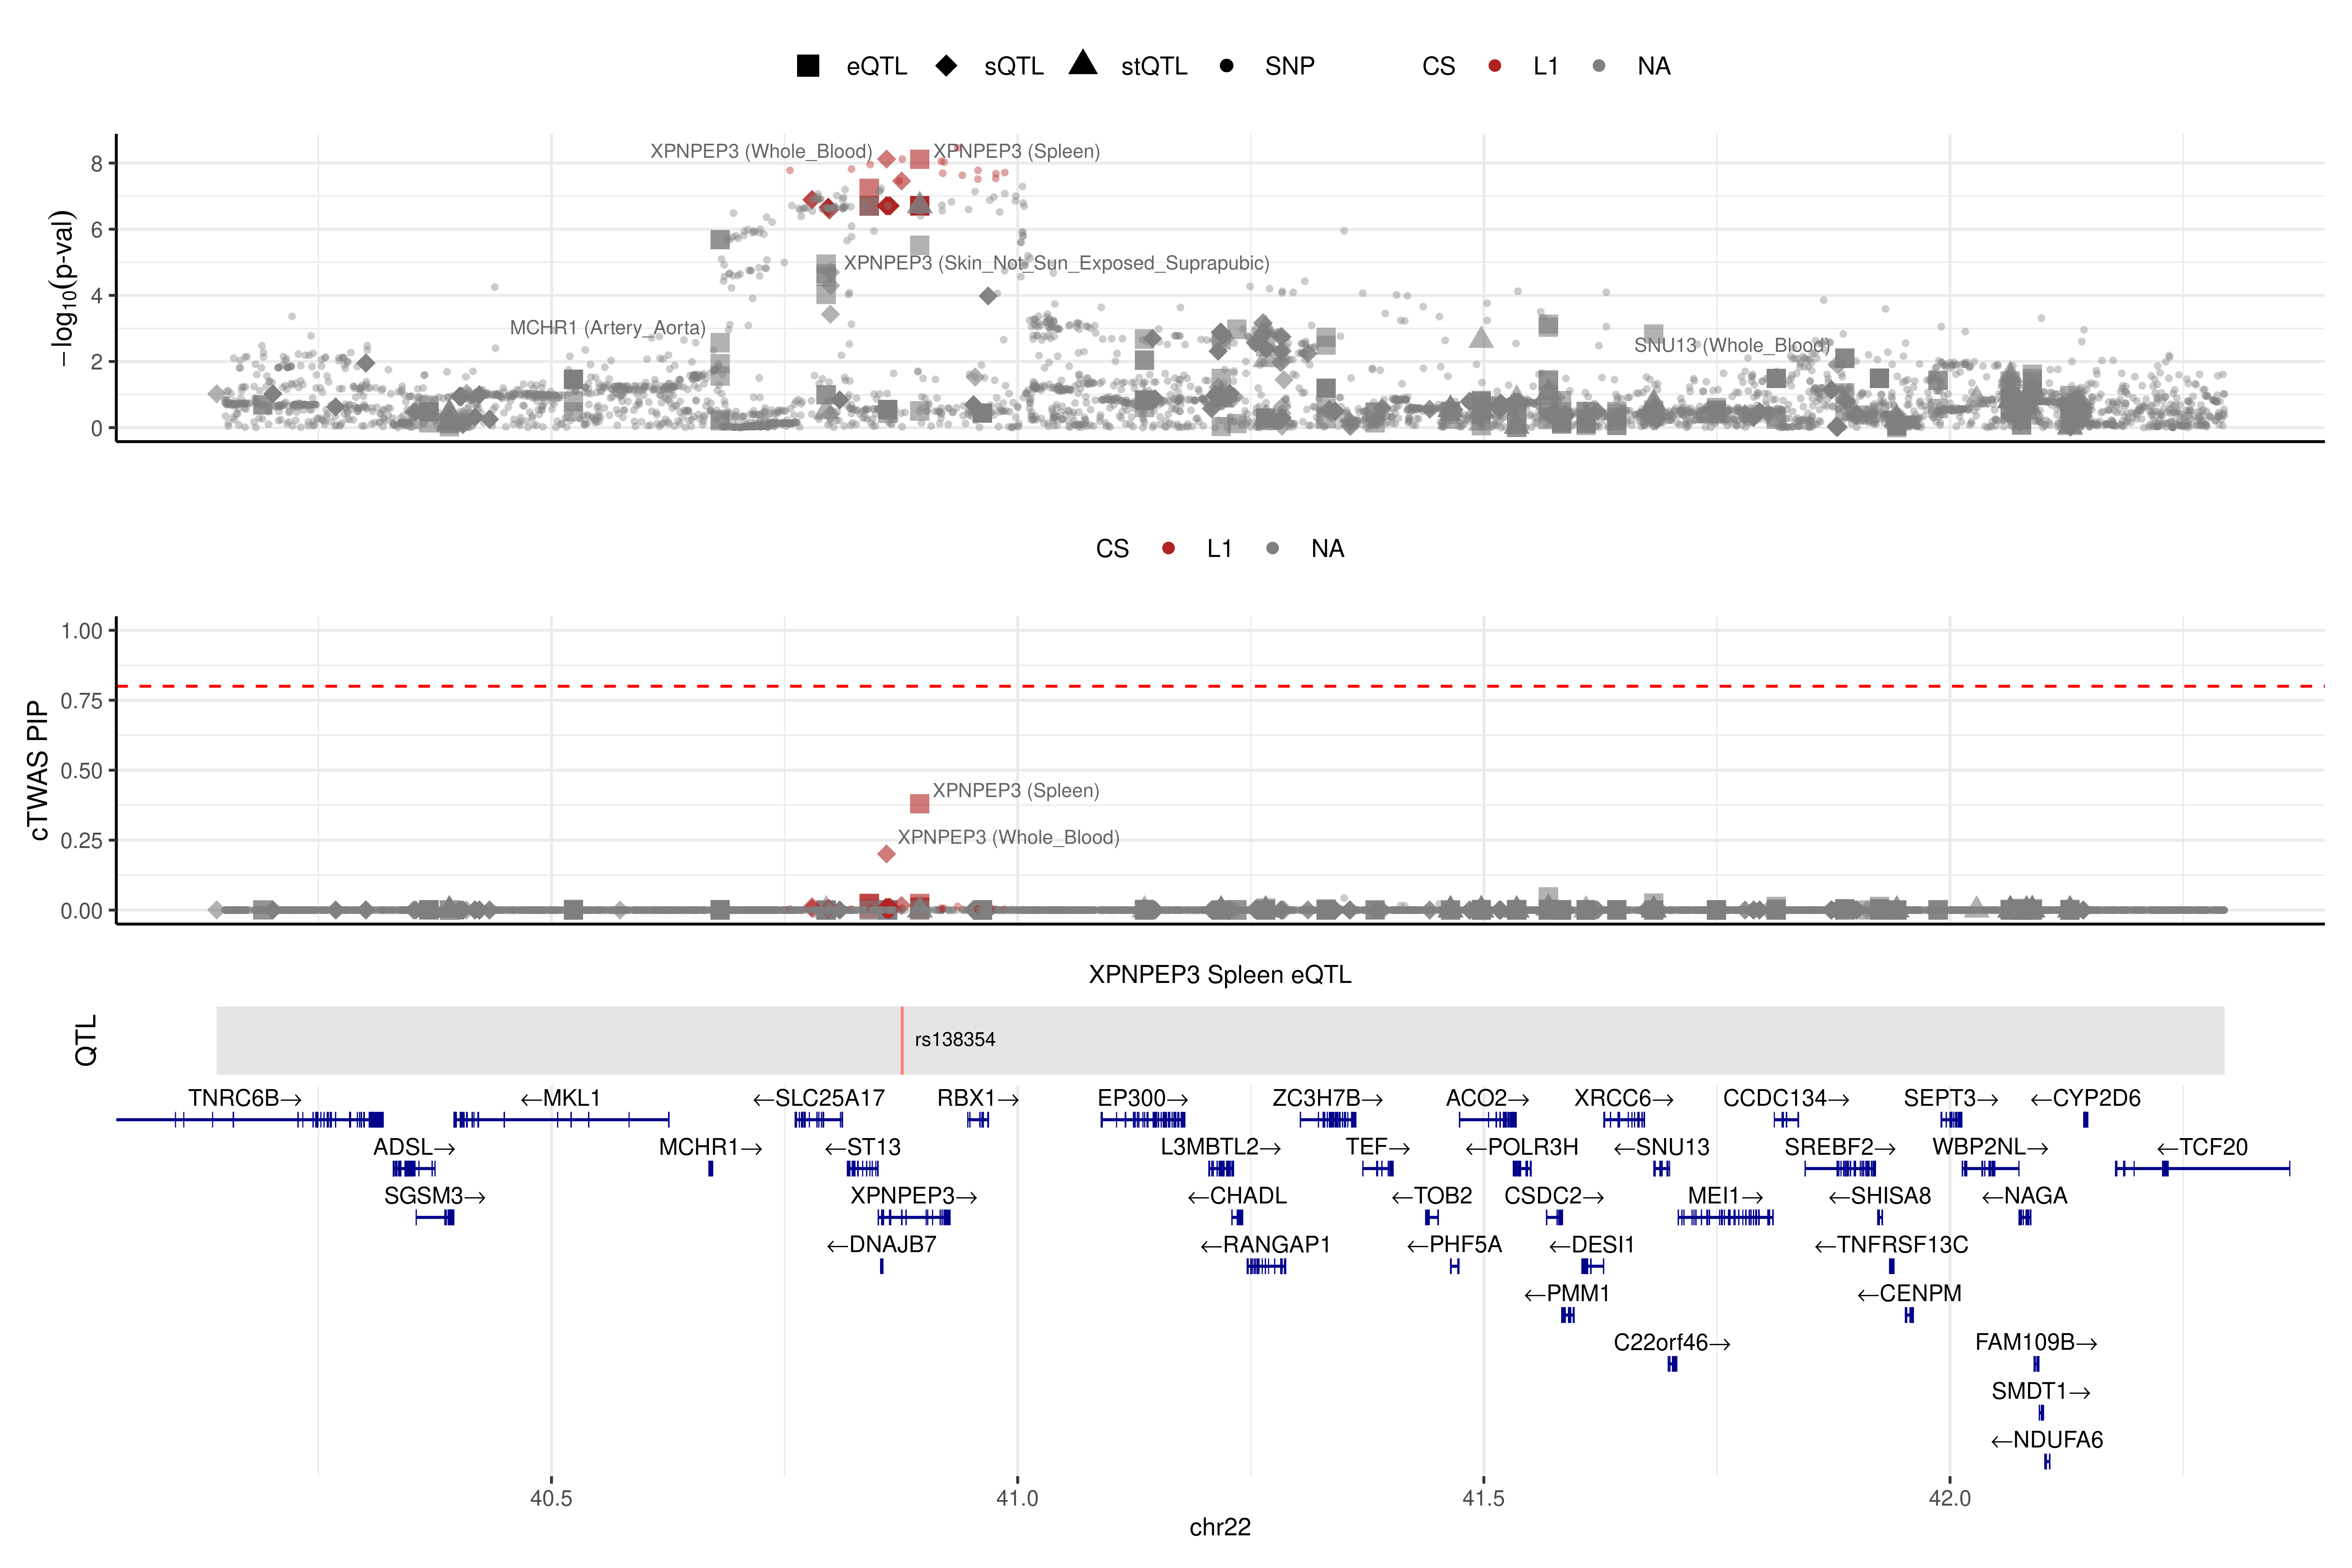 eQTL sQTL stQTL SNP CS L1 NA
XPNPEP3 (Whole_Blood) XPNPEP3 (Spleen)
XPNPEP3 (Skin_Not_Sun_Exposed_Suprapubic)
MCHR1 (Artery_Aorta)
SNU13 (Whole_Blood)
8
6
4
2
0
−log10(p-val)
CS L1 NA
1.00
0.75
0.50
0.25
0.00
cTWAS PIP
XPNPEP3 (Spleen)
XPNPEP3 (Whole_Blood)
XPNPEP3 Spleen eQTL
QTL
rs138354
TNRC6B→ ←MKL1 ←SLC25A17 RBX1→ EP300→ ZC3H7B→ ACO2→ XRCC6→ CCDC134→ SEPT3→ ←CYP2D6
ADSL→ MCHR1→ ←ST13 L3MBTL2→ TEF→ ←POLR3H ←SNU13 SREBF2→ WBP2NL→ ←TCF20
SGSM3→ XPNPEP3→ ←CHADL ←TOB2 CSDC2→ MEI1→ ←SHISA8 ←NAGA
←DNAJB7 ←RANGAP1 ←PHF5A ←DESI1 ←TNFRSF13C
←PMM1 ←CENPM
C22orf46→ FAM109B→
SMDT1→
←NDUFA6
40.5 41.0 41.5 42.0
chr22